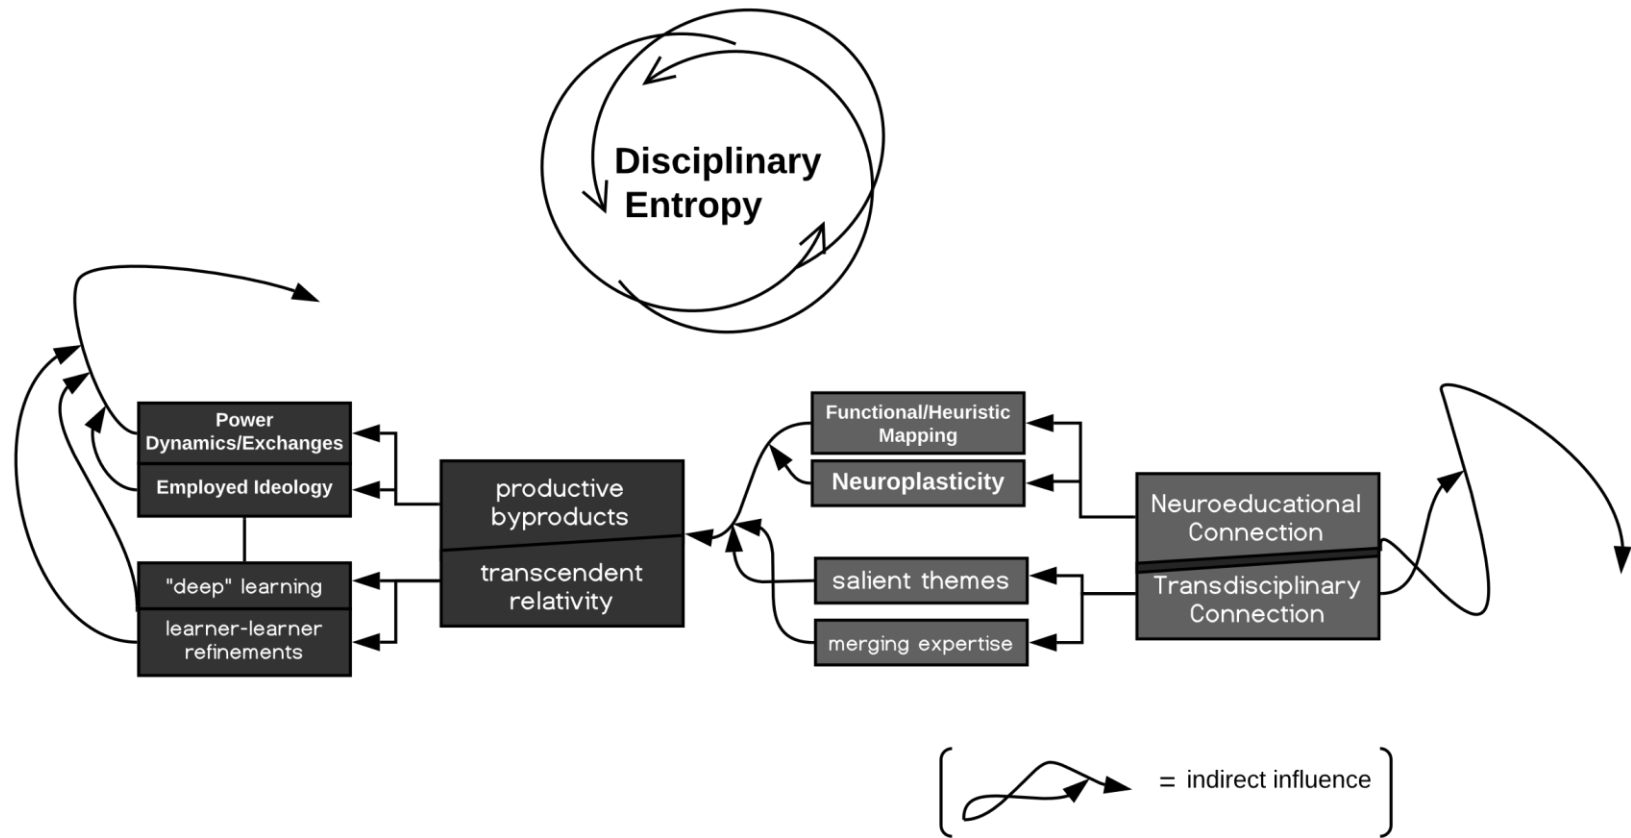 Disciplinary
Entropy
Power
Dynamics/Exchanges
Employed Ideology
"deep" learning
learner-learner
refinements
productive
byproducts
transcendent
relativity
Functional/Heuristic
Mapping
Neuroplasticity
salient themes
merging expertise
Neuroeducational
Connection
Transdisciplinary
Connection
= indirect influence